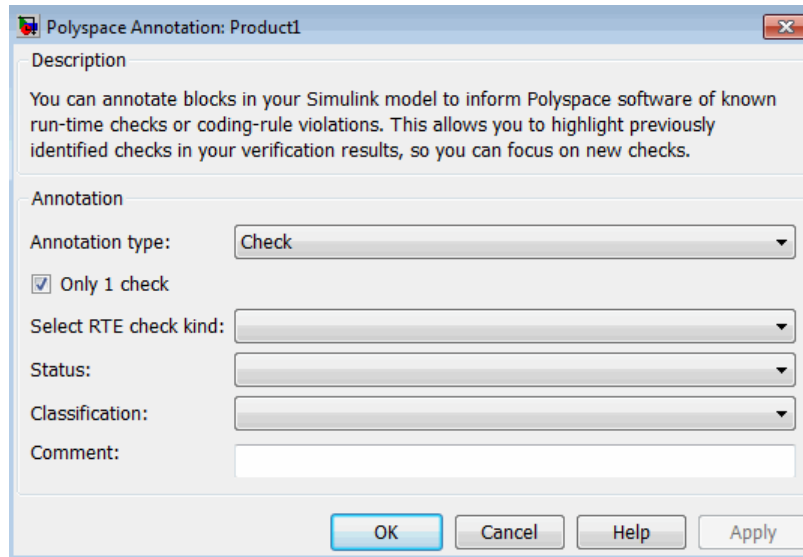 Polyspace Annotation: Product1
Description
You can annotate blocks in your Simulink model to inform Polyspace software of known
run-time checks or coding-rule violations. This allows you to highlight previously
identified checks in your verification results, so you can focus on new checks.
Annotation
Annotation type: Check
Only 1 check
Select RTE check kind:
Status:
Classification:
Comment:
OK Cancel Help Apply